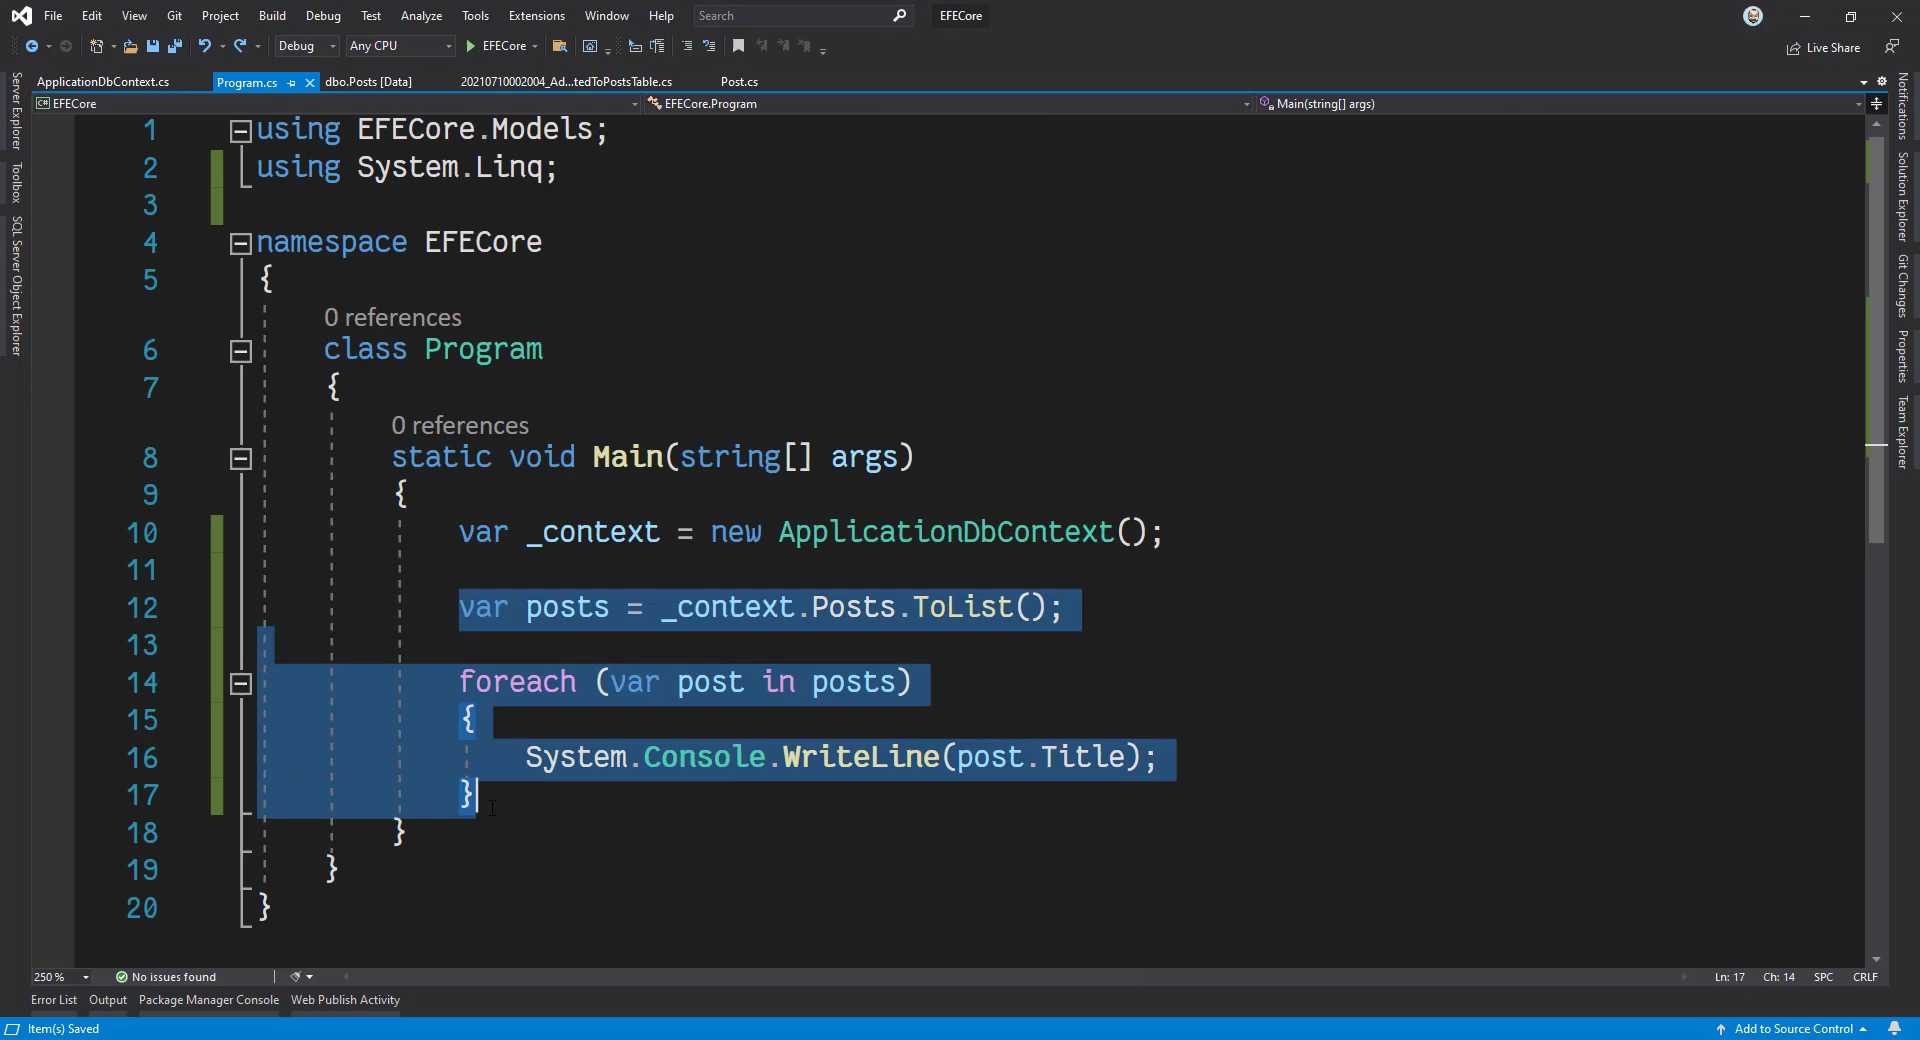 File Edit View Git Project Build Debug Test Analyze Tools Extensions Window Help Search EFECore
Debug Any CPU EFECore Live Share
ApplicationDbContext.cs Program.cs dbo.Posts [Data] 20210710002004_Ad...tedToPostsTable.cs Post.cs
C# EFECore EFECore.Program Main(string[] args)
Server Explorer
Toolbox
SQL Server Object Explorer
1 using EFECore.Models;
2 using System.Linq;
3
4 namespace EFECore
5 {
0 references
6 class Program
7 {
0 references
8 static void Main(string[] args)
9 {
10 var _context = new ApplicationDbContext();
11
12 var posts = _context.Posts.ToList();
13
14 foreach (var post in posts)
15 {
16 System.Console.WriteLine(post.Title);
17 }
18 }
19 }
20 }
Notifications
Solution Explorer
Git Changes
Properties
Team Explorer
250 % No issues found Ln: 17 Ch: 14 SPC CRLF
Error List Output Package Manager Console Web Publish Activity
Item(s) Saved Add to Source Control